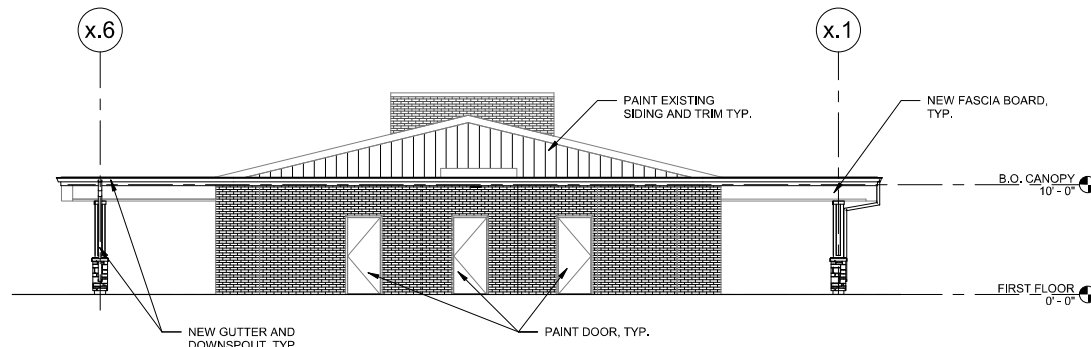 x.6
x.1
PAINT EXISTING
SIDING AND TRIM TYP.
NEW FASCIA BOARD,
TYP.
B.O. CANOPY
10' - 0"
FIRST FLOOR
0' - 0"
NEW GUTTER AND
DOWNSPOUT, TYP.
PAINT DOOR, TYP.